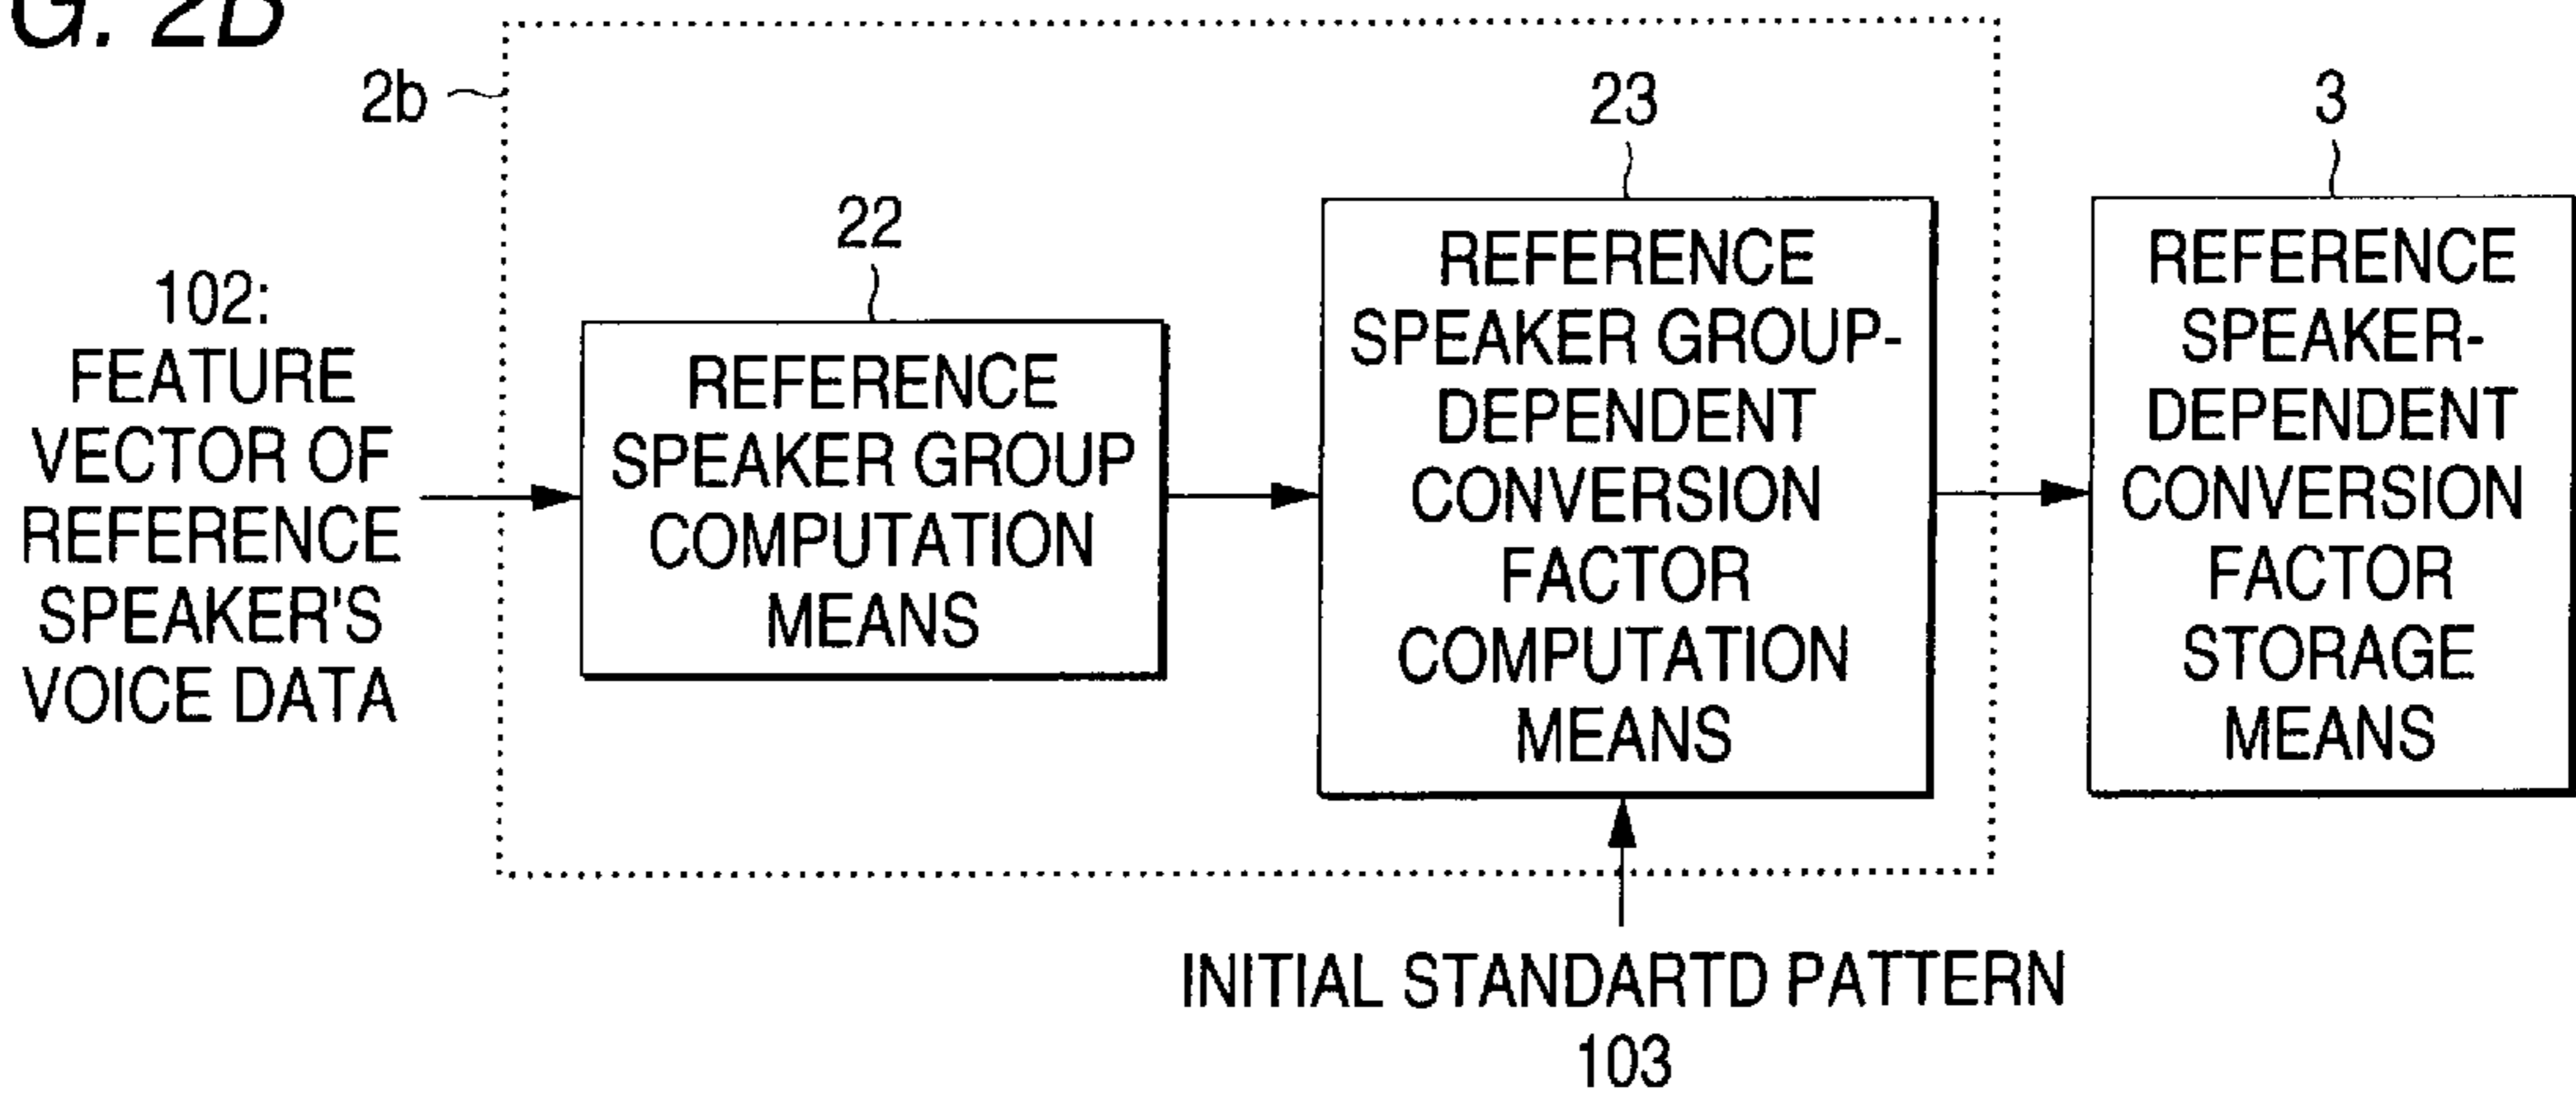 G. 2B
2b
23
3
22
102:
FEATURE
VECTOR OF
REFERENCE
SPEAKER'S
VOICE DATA
REFERENCE
SPEAKER GROUP
COMPUTATION
MEANS
REFERENCE
SPEAKER GROUP-
DEPENDENT
CONVERSION
FACTOR
COMPUTATION
MEANS
REFERENCE
SPEAKER-
DEPENDENT
CONVERSION
FACTOR
STORAGE
MEANS
INITIAL STANDARTD PATTERN
103